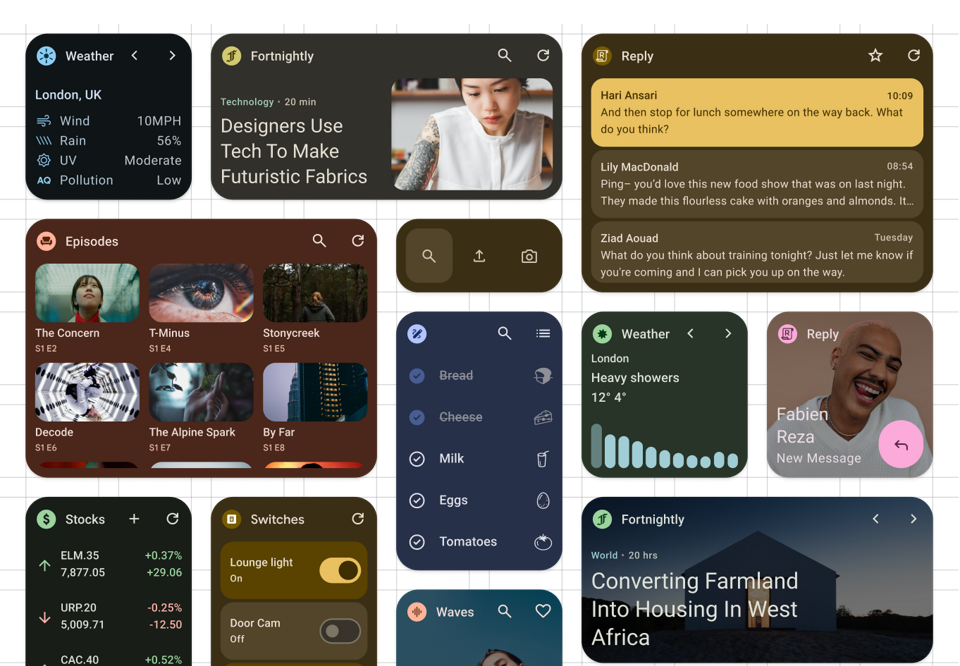 Weather
London, UK
Wind 10MPH
Rain 56%
UV Moderate
AQ Pollution Low
Fortnightly
Technology • 20 min
Designers Use
Tech To Make
Futuristic Fabrics
Reply
Hari Ansari 10:09
And then stop for lunch somewhere on the way back. What
do you think?
Lily MacDonald 08:54
Ping– you'd love this new food show that was on last night.
They made this flourless cake with oranges and almonds. It…
Ziad Aouad Tuesday
What do you think about training tonight? Just let me know if
you're coming and I can pick you up on the way.
Episodes
The Concern T-Minus Stonycreek
S1 E2 S1 E4 S1 E5
Decode The Alpine Spark By Far
S1 E6 S1 E7 S1 E8
Bread
Cheese
Milk
Eggs
Tomatoes
Weather
London
Heavy showers
12° 4°
Reply
Fabien
Reza
New Message
$ Stocks
ELM.35 +0.37%
7,877.05 +29.06
URP.20 -0.25%
5,009.71 -12.50
CAC.40 +0.52%
Switches
Lounge light
On
Door Cam
Off
Waves
Fortnightly
World • 20 hrs
Converting Farmland
Into Housing In West
Africa